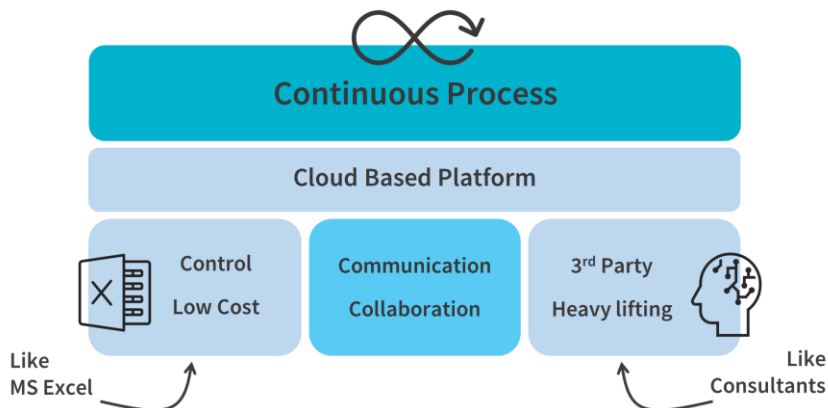 Continuous Process
Cloud Based Platform
Control
Low Cost
Communication
Collaboration
3rd Party
Heavy lifting
X
Like
MS Excel
Like
Consultants